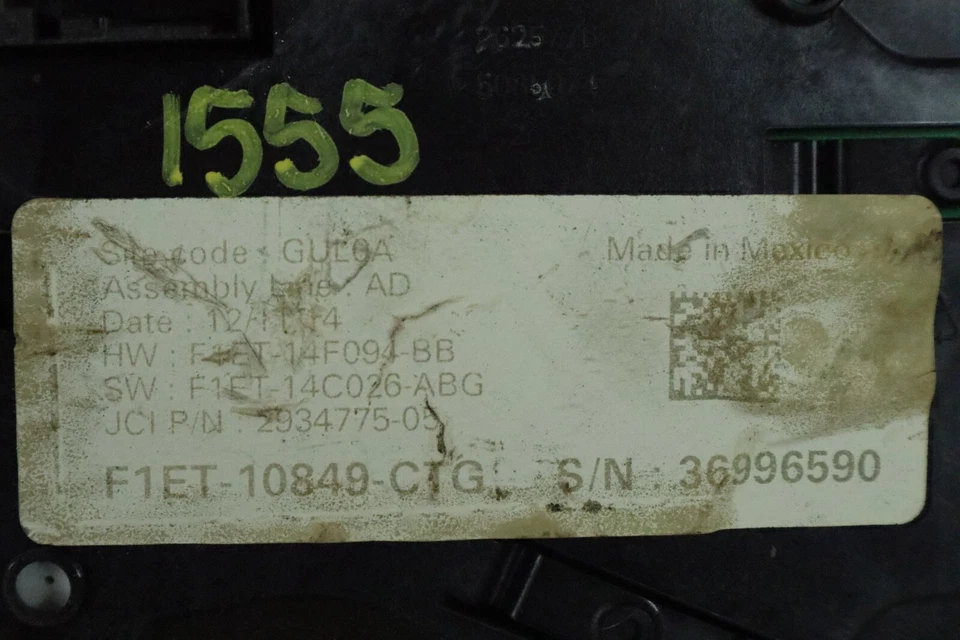 1555
Site code : GUL0A
Made in Mexico
Assembly Line : AD
Date :
HW : F1ET-14F094-BB
SW : F1ET-14C026-ABG
JCI P/N : 2934775-05
F1ET-10849-CTG S/N : 36996590